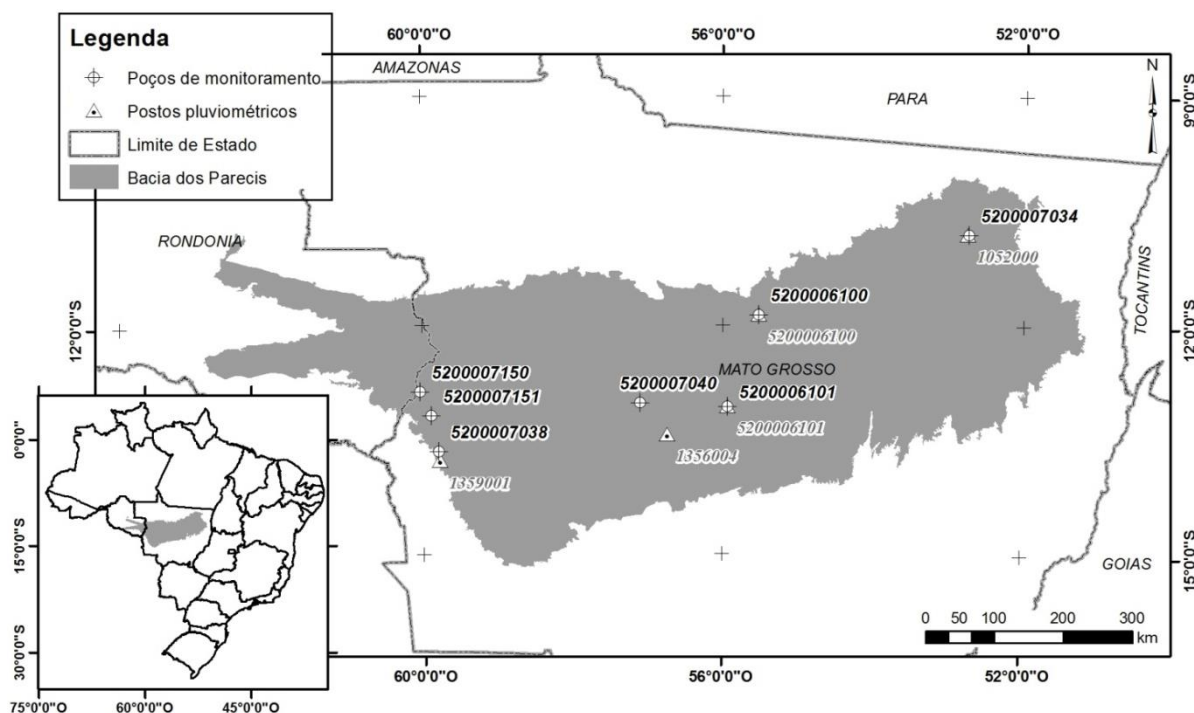 60°0'0"O 56°0'0"O 52°0'0"O
Legenda
Poços de monitoramento
Postos pluviométricos
Limite de Estado
Bacia dos Parecis
AMAZONAS
PARA
N
9°0'0"S
RONDONIA
5200007034
1052000
5200006100
5200006100
TOCANTINS
12°0'0"S
12°0'0"S
MATO GROSSO
5200007150
5200007151
5200007040
5200006101
5200006101
5200007038
1356004
1359001
0°0'0"S
15°0'0"S
30°0'0"S
75°0'0"O 60°0'0"O 45°0'0"O
GOIAS
15°0'0"S
0 50 100 200 300
km
60°0'0"O 56°0'0"O 52°0'0"O